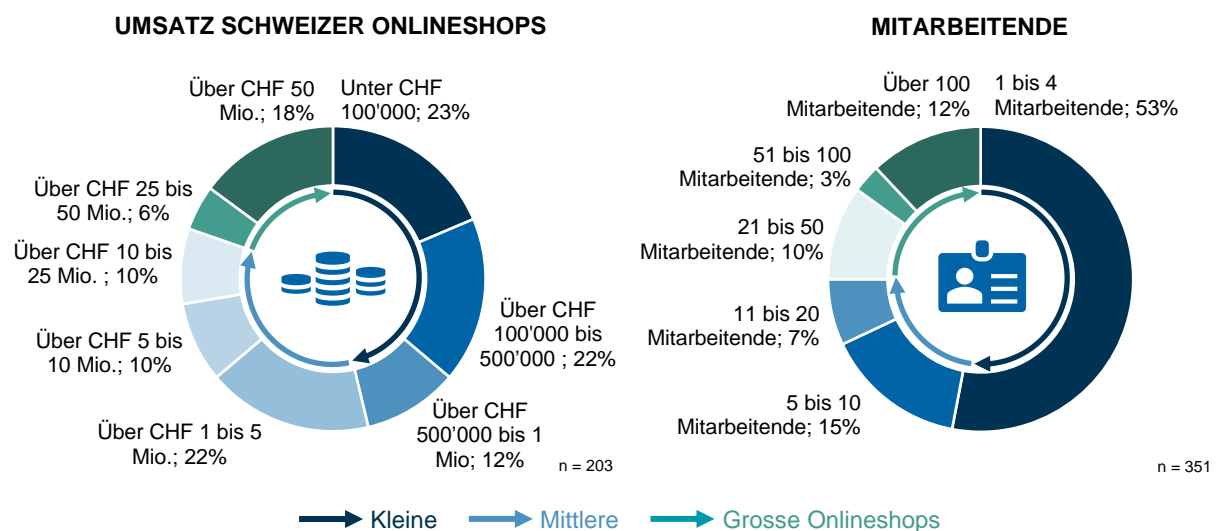 UMSATZ SCHWEIZER ONLINESHOPS
Über CHF 50
Mio.; 18%
Unter CHF
100'000; 23%
Über CHF 25 bis
50 Mio.; 6%
Über CHF 10 bis
25 Mio. ; 10%
Über CHF 5 bis
10 Mio.; 10%
Über CHF 1 bis 5
Mio.; 22%
Über CHF
500'000 bis 1
Mio; 12%
Über CHF
100'000 bis
500’000 ; 22%
n = 203
MITARBEITENDE
Über 100
Mitarbeitende; 12%
1 bis 4
Mitarbeitende; 53%
51 bis 100
Mitarbeitende; 3%
21 bis 50
Mitarbeitende; 10%
11 bis 20
Mitarbeitende; 7%
5 bis 10
Mitarbeitende; 15%
n = 351
Kleine
Mittlere
Grosse Onlineshops